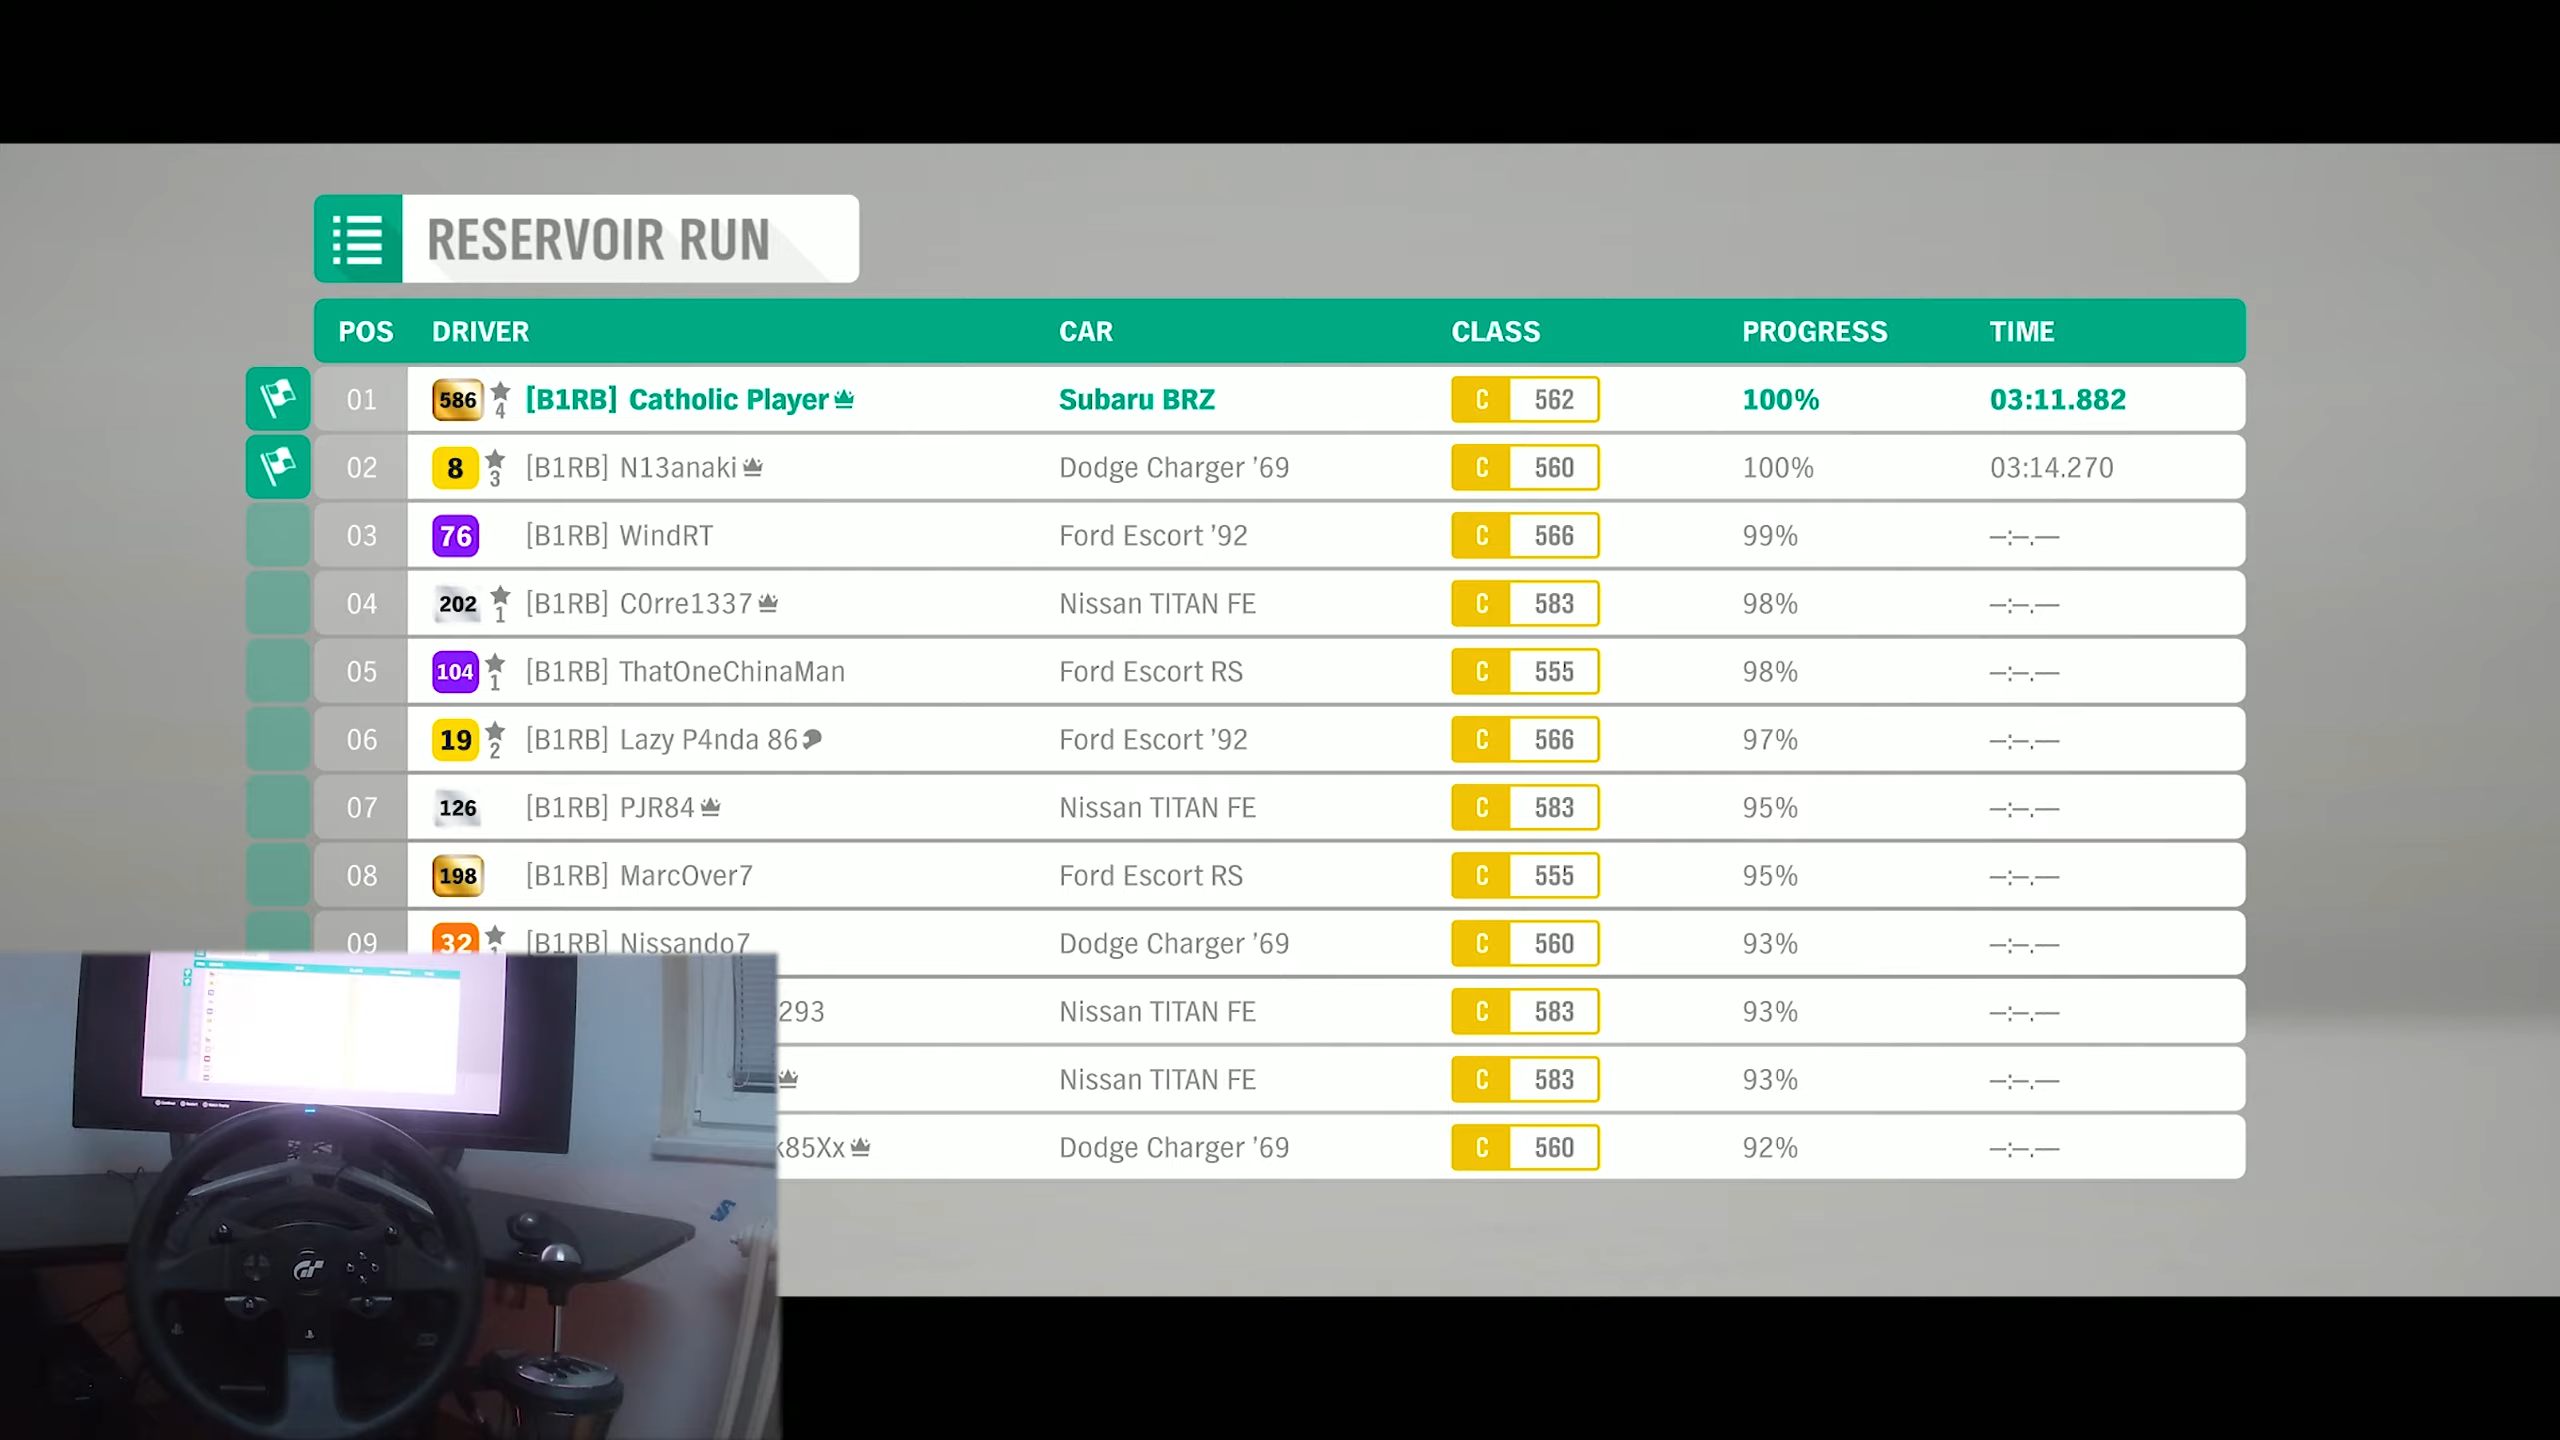 RESERVOIR RUN
POS DRIVER CAR CLASS PROGRESS TIME
01 586 4 [B1RB] Catholic Player Subaru BRZ C 562 100% 03:11.882
02 8 3 [B1RB] N13anaki Dodge Charger '69 C 560 100% 03:14.270
03 76 [B1RB] WindRT Ford Escort '92 C 566 99% --:--.---
04 202 1 [B1RB] C0rre1337 Nissan TITAN FE C 583 98% --:--.---
05 104 1 [B1RB] ThatOneChinaMan Ford Escort RS C 555 98% --:--.---
06 19 2 [B1RB] Lazy P4nda 86 Ford Escort '92 C 566 97% --:--.---
07 126 [B1RB] PJR84 Nissan TITAN FE C 583 95% --:--.---
08 198 [B1RB] MarcOver7 Ford Escort RS C 555 95% --:--.---
09 32 1 [B1RB] Nissando7 Dodge Charger '69 C 560 93% --:--.---
293 Nissan TITAN FE C 583 93% --:--.---
Nissan TITAN FE C 583 93% --:--.---
k85Xx Dodge Charger '69 C 560 92% --:--.---
GT